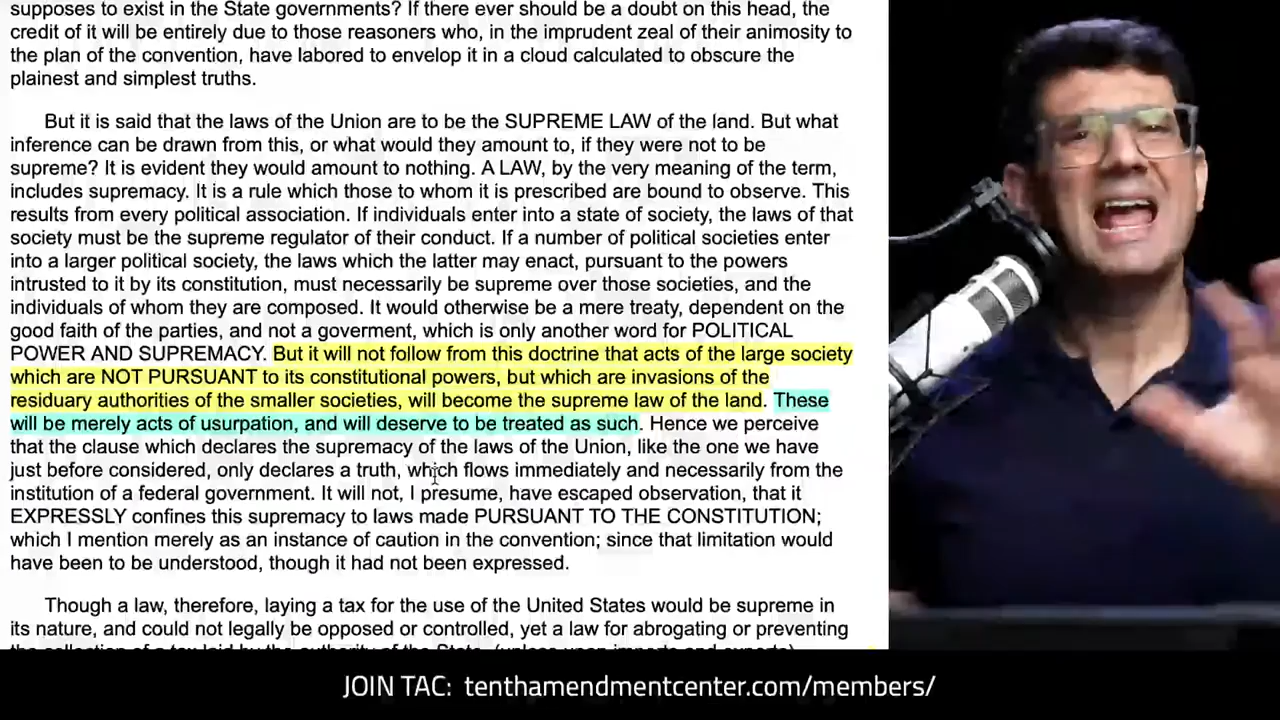 supposes to exist in the State governments? If there ever should be a doubt on this head, the
credit of it will be entirely due to those reasoners who, in the imprudent zeal of their animosity to
the plan of the convention, have labored to envelop it in a cloud calculated to obscure the
plainest and simplest truths.
But it is said that the laws of the Union are to be the SUPREME LAW of the land. But what
inference can be drawn from this, or what would they amount to, if they were not to be
supreme? It is evident they would amount to nothing. A LAW, by the very meaning of the term,
includes supremacy. It is a rule which those to whom it is prescribed are bound to observe. This
results from every political association. If individuals enter into a state of society, the laws of that
society must be the supreme regulator of their conduct. If a number of political societies enter
into a larger political society, the laws which the latter may enact, pursuant to the powers
intrusted to it by its constitution, must necessarily be supreme over those societies, and the
individuals of whom they are composed. It would otherwise be a mere treaty, dependent on the
good faith of the parties, and not a goverment, which is only another word for POLITICAL
POWER AND SUPREMACY. But it will not follow from this doctrine that acts of the large society
which are NOT PURSUANT to its constitutional powers, but which are invasions of the
residuary authorities of the smaller societies, will become the supreme law of the land. These
will be merely acts of usurpation, and will deserve to be treated as such. Hence we perceive
that the clause which declares the supremacy of the laws of the Union, like the one we have
just before considered, only declares a truth, which flows immediately and necessarily from the
institution of a federal government. It will not, I presume, have escaped observation, that it
EXPRESSLY confines this supremacy to laws made PURSUANT TO THE CONSTITUTION;
which I mention merely as an instance of caution in the convention; since that limitation would
have been to be understood, though it had not been expressed.
Though a law, therefore, laying a tax for the use of the United States would be supreme in
its nature, and could not legally be opposed or controlled, yet a law for abrogating or preventing
the collection of a tax laid by the authority of the State, (unless upon imports and exports)
JOIN TAC: tenthamendmentcenter.com/members/